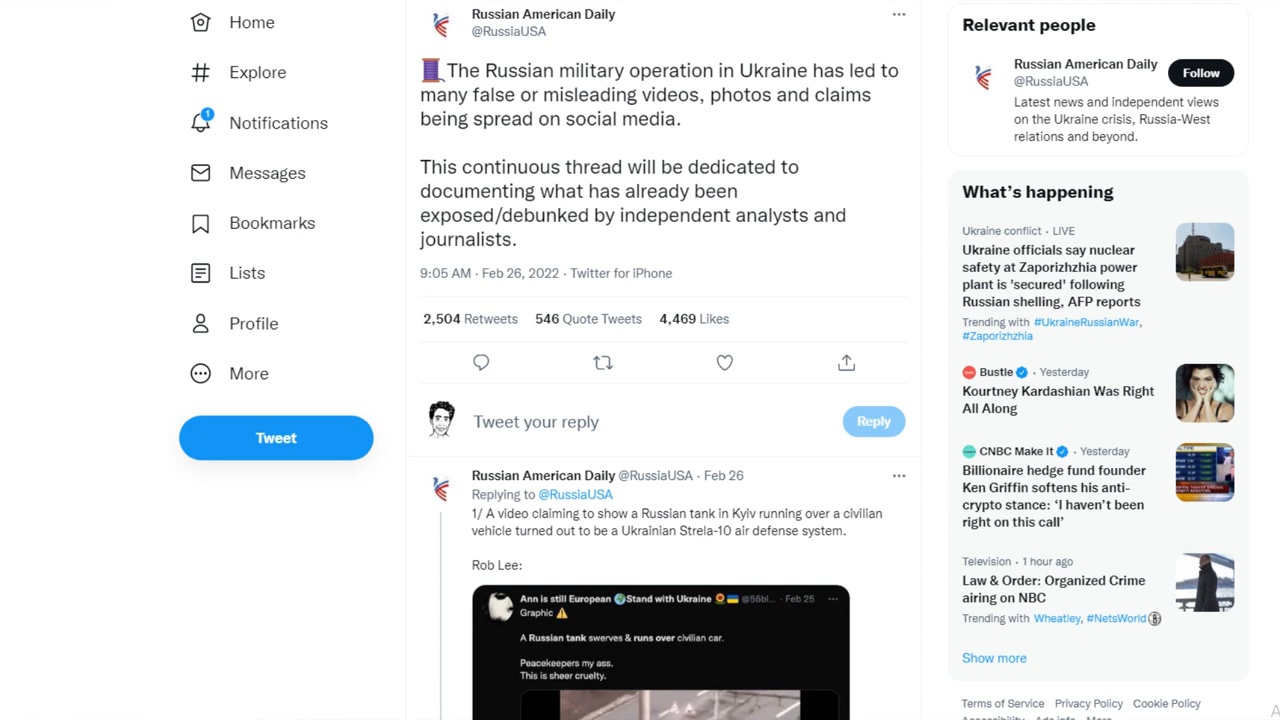 Home
Explore
1
Notifications
Messages
Bookmarks
Lists
Profile
More
Tweet
Russian American Daily
@RussiaUSA
🧵The Russian military operation in Ukraine has led to
many false or misleading videos, photos and claims
being spread on social media.
This continuous thread will be dedicated to
documenting what has already been
exposed/debunked by independent analysts and
journalists.
9:05 AM · Feb 26, 2022 · Twitter for iPhone
2,504 Retweets 546 Quote Tweets 4,469 Likes
Tweet your reply
Reply
Russian American Daily @RussiaUSA · Feb 26
Replying to @RussiaUSA
1/ A video claiming to show a Russian tank in Kyiv running over a civilian
vehicle turned out to be a Ukrainian Strela-10 air defense system.
Rob Lee:
Ann is still European 🌍Stand with Ukraine 🌻🇺🇦 @56bl... · Feb 25
Graphic ⚠️
A Russian tank swerves & runs over civilian car.
Peacekeepers my ass.
This is sheer cruelty.
Relevant people
Russian American Daily
@RussiaUSA
Follow
Latest news and independent views
on the Ukraine crisis, Russia-West
relations and beyond.
What's happening
Ukraine conflict · LIVE
Ukraine officials say nuclear
safety at Zaporizhzhia power
plant is 'secured' following
Russian shelling, AFP reports
Trending with #UkraineRussianWar,
#Zaporizhzhia
Bustle · Yesterday
Kourtney Kardashian Was Right
All Along
CNBC Make It · Yesterday
Billionaire hedge fund founder
Ken Griffin softens his anti-
crypto stance: 'I haven't been
right on this call'
Television · 1 hour ago
Law & Order: Organized Crime
airing on NBC
Trending with Wheatley, #NetsWorld
Show more
Terms of Service Privacy Policy Cookie Policy
Accessibility Ads info More